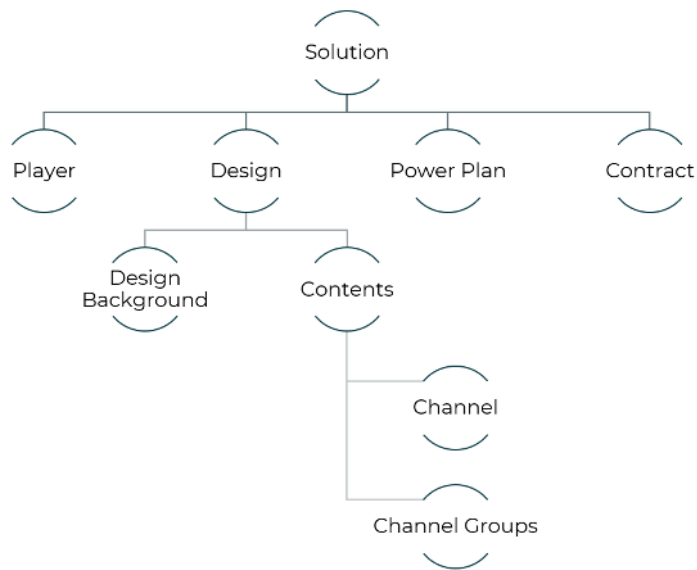 Solution
Player
Design
Power Plan
Contract
Design
Background
Contents
Channel
Channel Groups